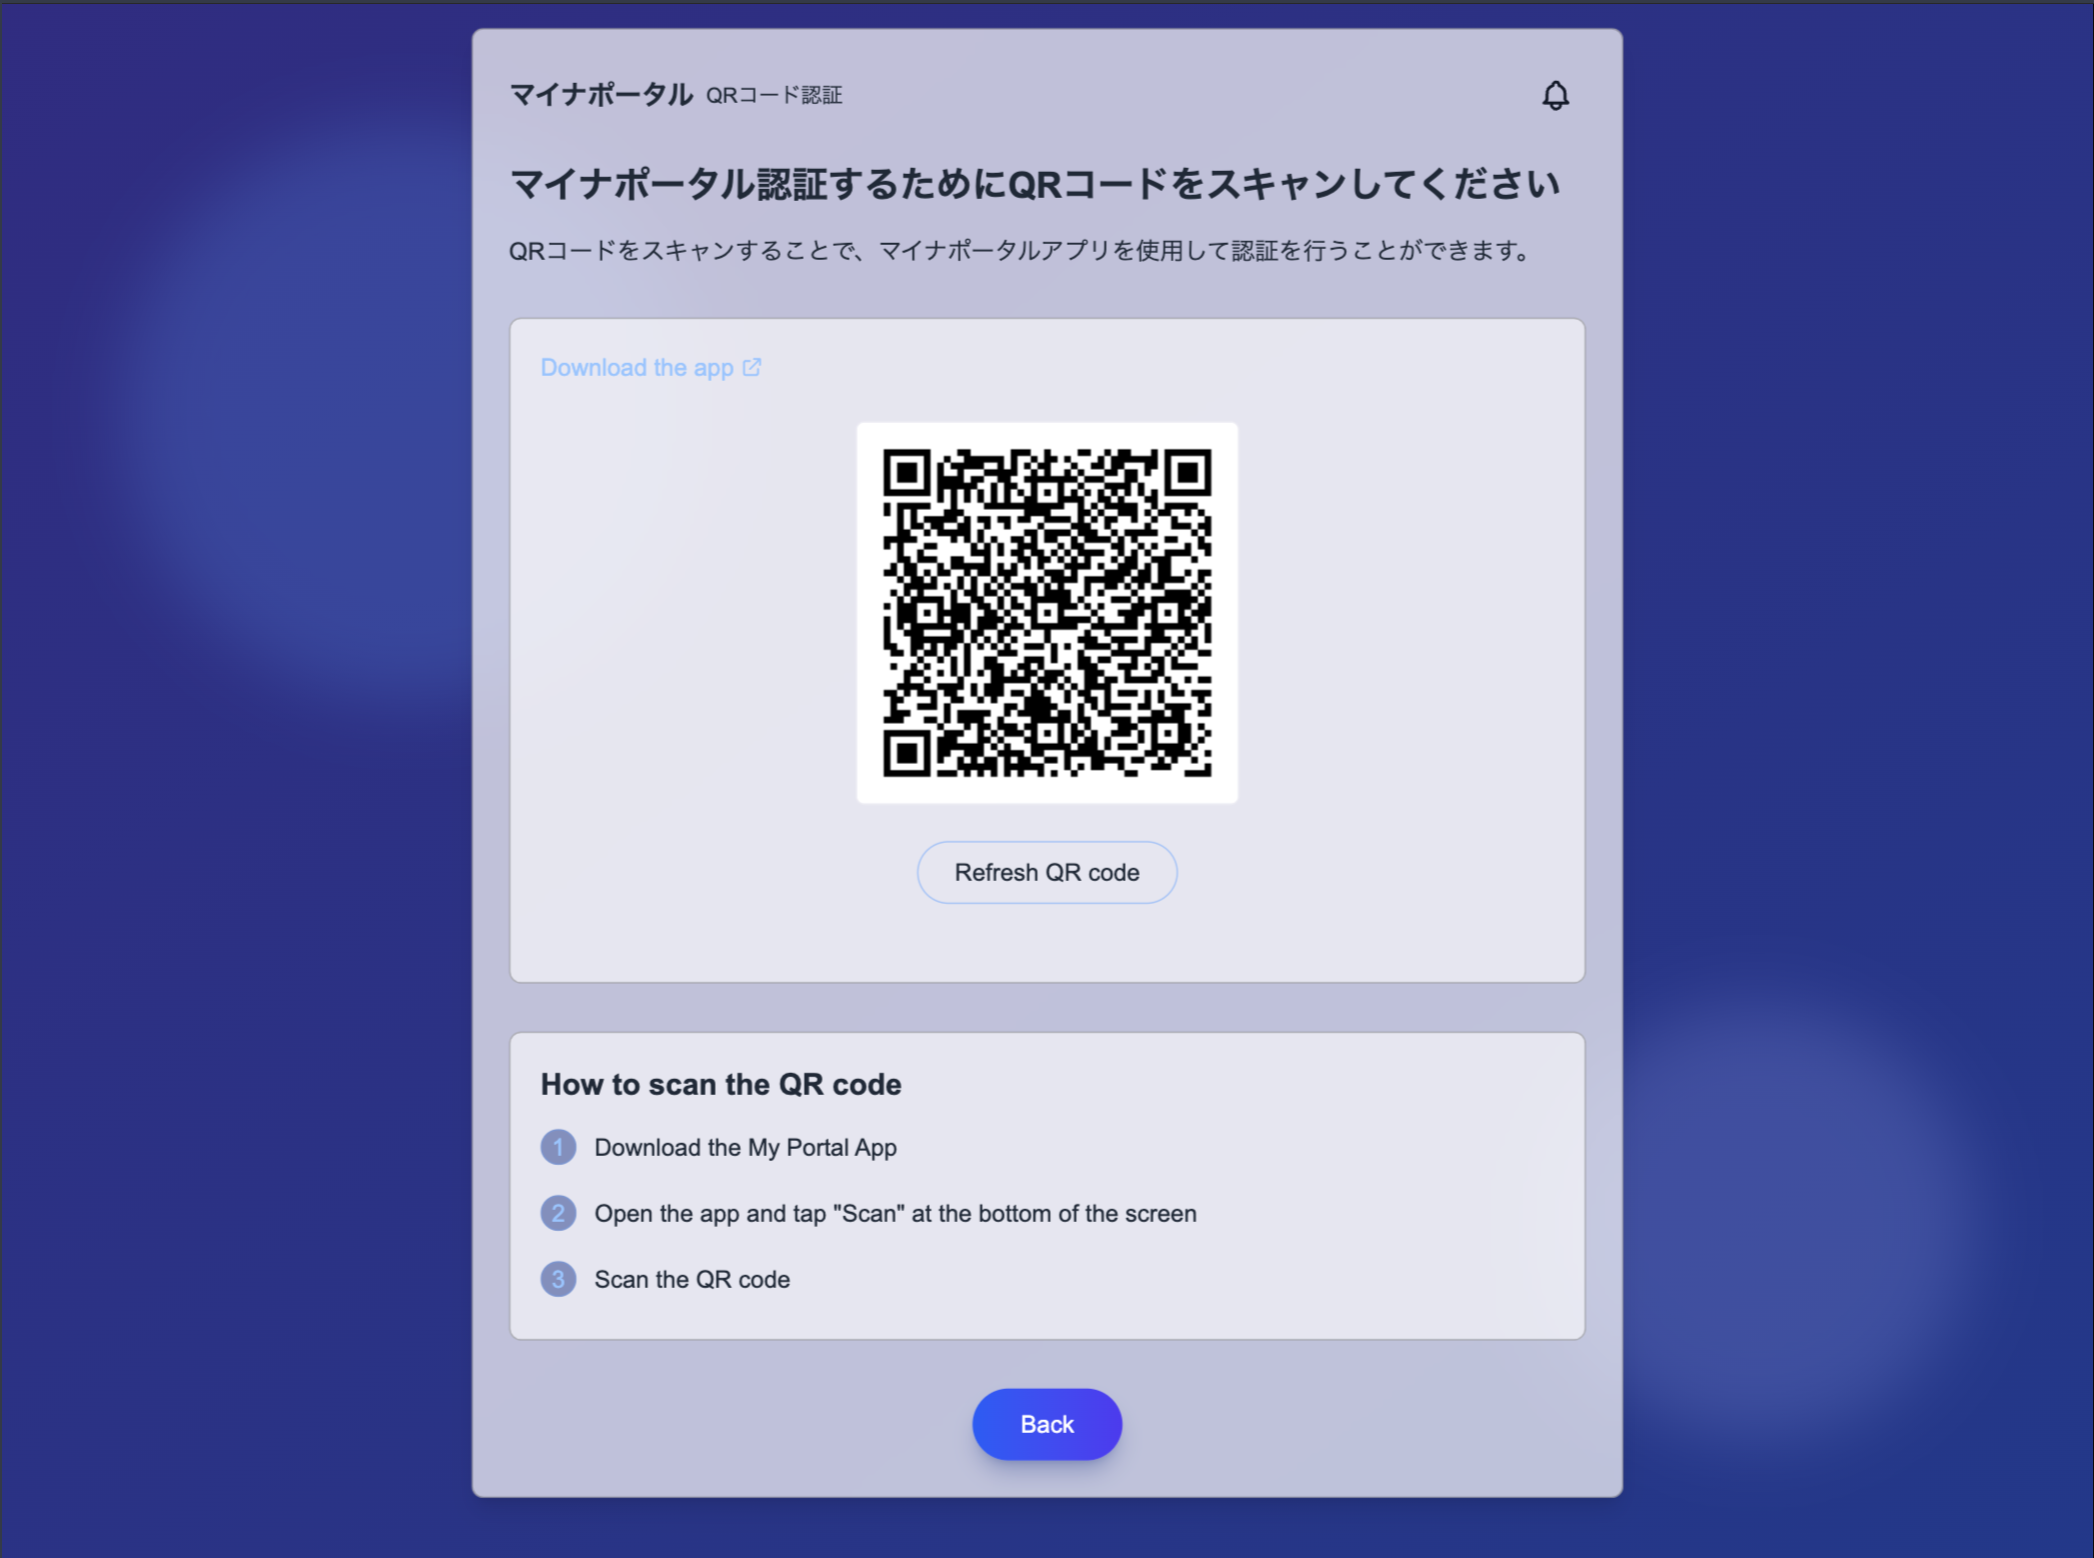 マイナポータル QRコード認証
マイナポータル認証するためにQRコードをスキャンしてください
QRコードをスキャンすることで、マイナポータルアプリを使用して認証を行うことができます。
Download the app
Refresh QR code
How to scan the QR code
1 Download the My Portal App
2 Open the app and tap "Scan" at the bottom of the screen
3 Scan the QR code
Back